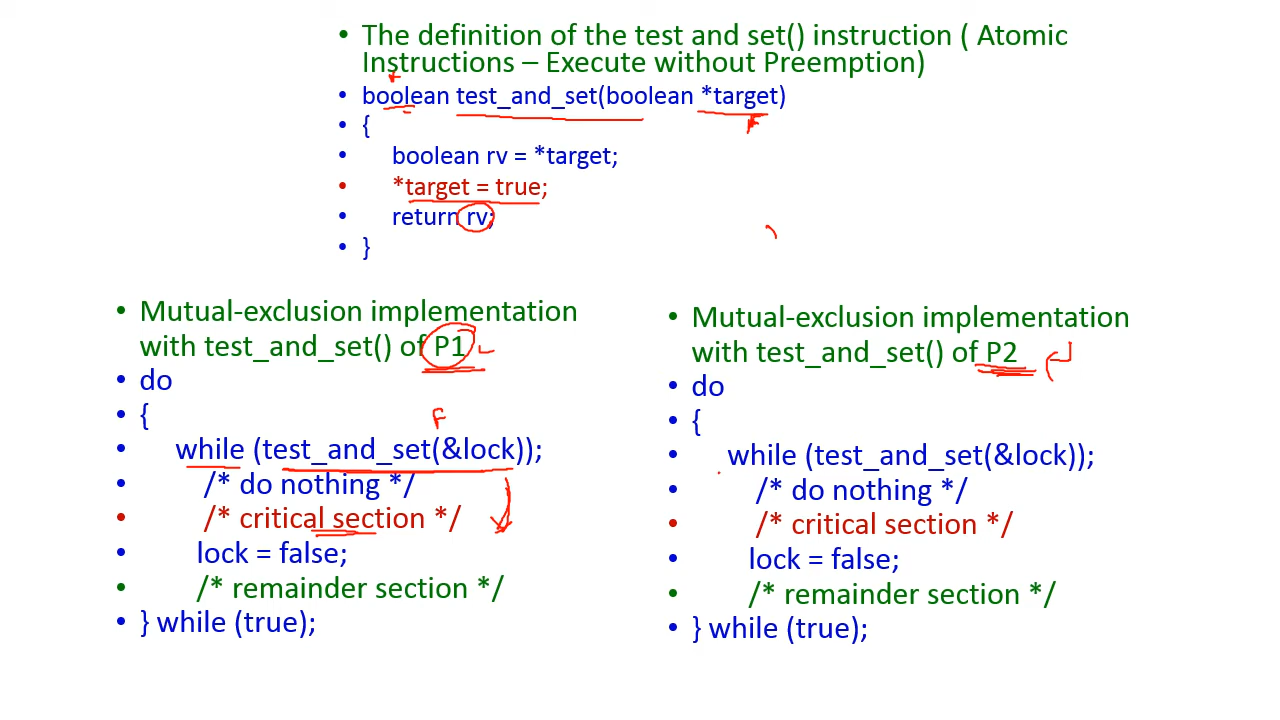 • The definition of the test and set() instruction ( Atomic
Instructions – Execute without Preemption)
• boolean test_and_set(boolean *target)
• {
• boolean rv = *target;
• *target = true;
• return rv;
• }
• Mutual-exclusion implementation
with test_and_set() of P1
• do
• {
F
• while (test_and_set(&lock));
• /* do nothing */
• /* critical section */
• lock = false;
• /* remainder section */
• } while (true);
• Mutual-exclusion implementation
with test_and_set() of P2
• do
• {
• while (test_and_set(&lock));
• /* do nothing */
• /* critical section */
• lock = false;
• /* remainder section */
• } while (true);